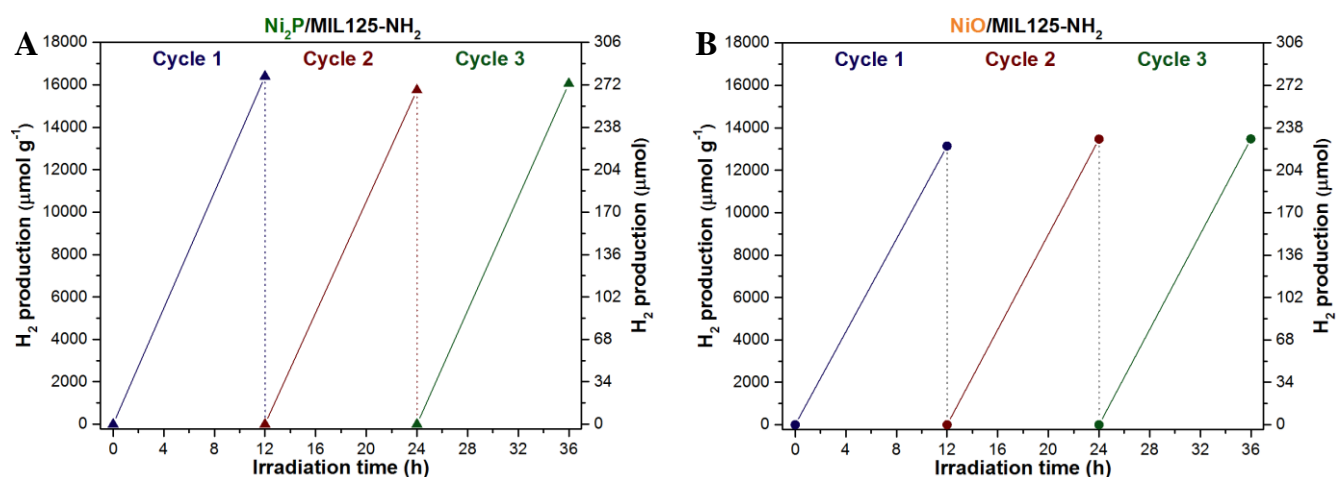 A
Ni₂P/MIL125-NH₂
Cycle 1 Cycle 2 Cycle 3
H₂ production (μmol g⁻¹)
18000
16000
14000
12000
10000
8000
6000
4000
2000
0
H₂ production (μmol)
306
272
238
204
170
136
102
68
34
0
0 4 8 12 16 20 24 28 32 36
Irradiation time (h)
B
NiO/MIL125-NH₂
Cycle 1 Cycle 2 Cycle 3
H₂ production (μmol g⁻¹)
18000
16000
14000
12000
10000
8000
6000
4000
2000
0
H₂ production (μmol)
306
272
238
204
170
136
102
68
34
0
0 4 8 12 16 20 24 28 32 36
Irradiation time (h)